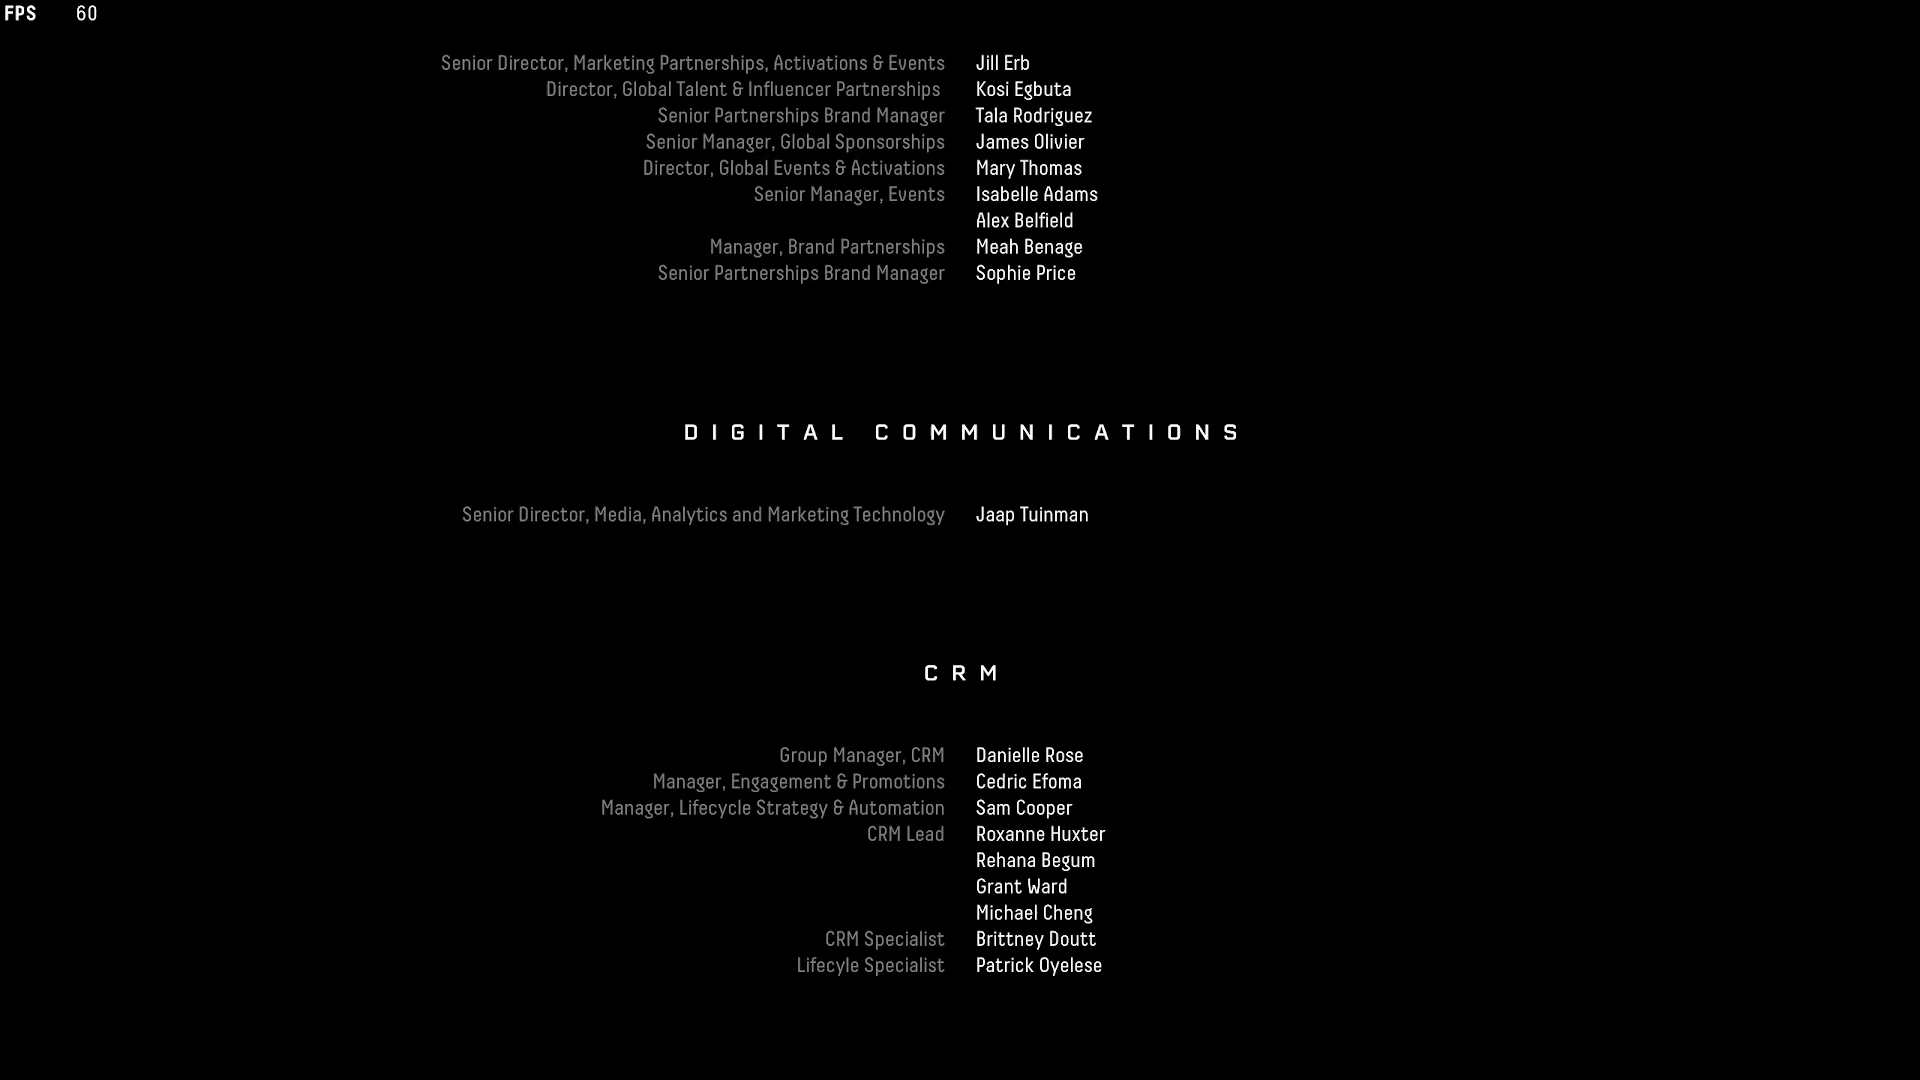 FPS 60
Senior Director, Marketing Partnerships, Activations & Events Jill Erb
Director, Global Talent & Influencer Partnerships Kosi Egbuta
Senior Partnerships Brand Manager Tala Rodriguez
Senior Manager, Global Sponsorships James Olivier
Director, Global Events & Activations Mary Thomas
Senior Manager, Events Isabelle Adams
Alex Belfield
Manager, Brand Partnerships Meah Benage
Senior Partnerships Brand Manager Sophie Price
DIGITAL COMMUNICATIONS
Senior Director, Media, Analytics and Marketing Technology Jaap Tuinman
CRM
Group Manager, CRM Danielle Rose
Manager, Engagement & Promotions Cedric Efoma
Manager, Lifecycle Strategy & Automation Sam Cooper
CRM Lead Roxanne Huxter
Rehana Begum
Grant Ward
Michael Cheng
CRM Specialist Brittney Doutt
Lifecyle Specialist Patrick Oyelese